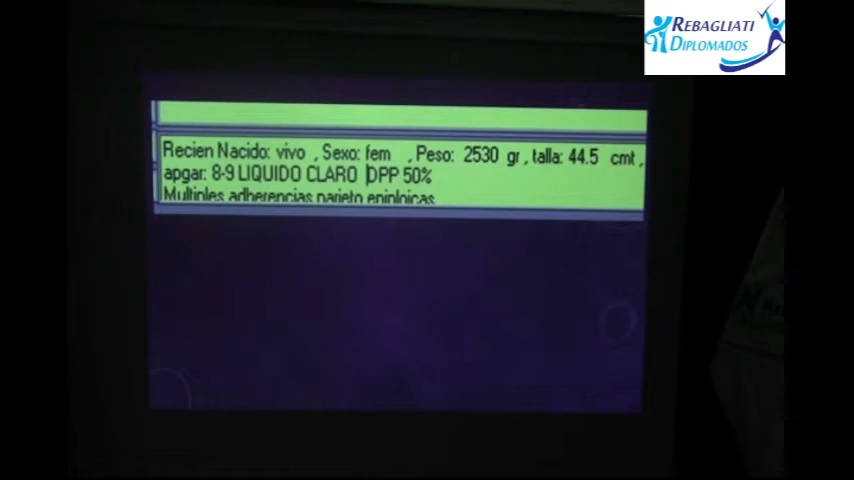 REBAGLIATI
DIPLOMADOS
Recien Nacido: vivo , Sexo: fem , Peso: 2530 gr , talla: 44.5 cmt ,
apgar: 8-9 LIQUIDO CLARO DPP 50%
Multiples adherencias parieto epiploicas